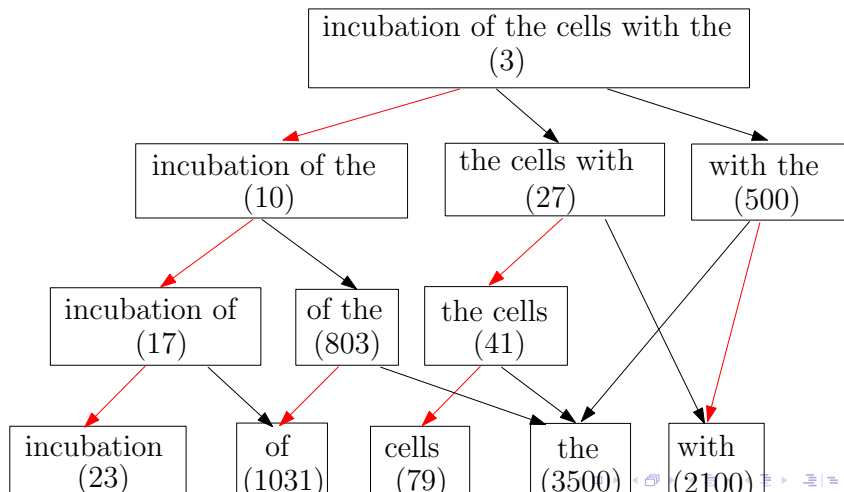 incubation of the cells with the
(3)
incubation of the
(10)
the cells with
(27)
with the
(500)
incubation of
(17)
of the
(803)
the cells
(41)
incubation
(23)
of
(1031)
cells
(79)
the
(3500)
with
(2100)